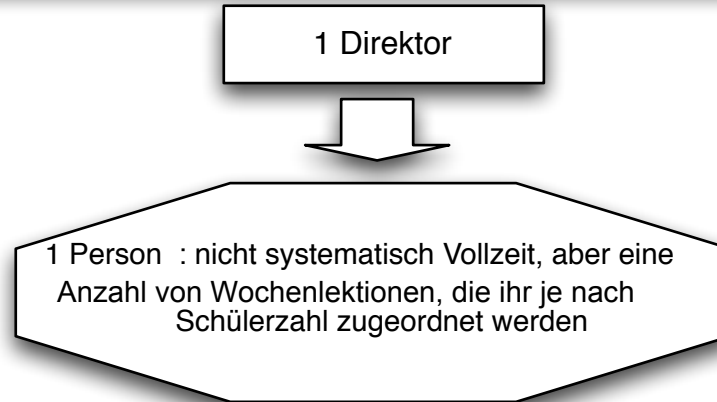 1 Direktor
1 Person : nicht systematisch Vollzeit, aber eine
Anzahl von Wochenlektionen, die ihr je nach
Schülerzahl zugeordnet werden